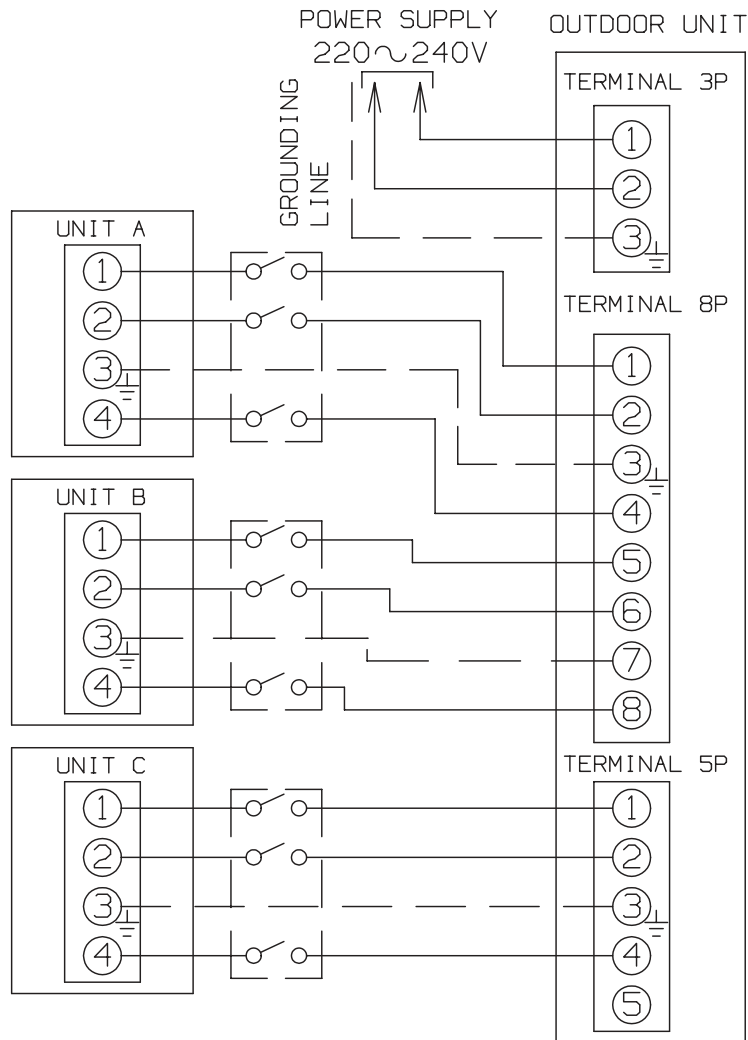 POWER SUPPLY
220～240V
OUTDOOR UNIT
GROUNDING
LINE
TERMINAL 3P
1
2
3
UNIT A
1
2
3
4
TERMINAL 8P
1
2
3
4
5
6
7
8
UNIT B
1
2
3
4
UNIT C
1
2
3
4
TERMINAL 5P
1
2
3
4
5